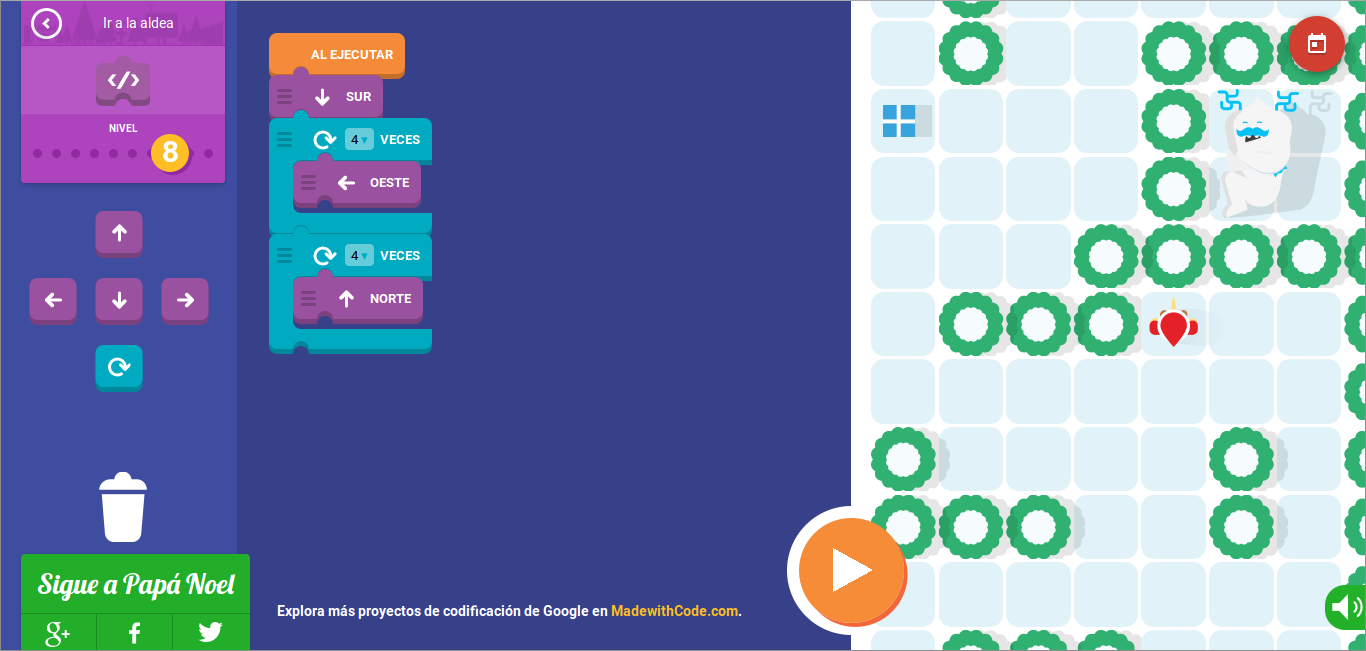 Ir a la aldea
NIVEL
8
AL EJECUTAR
SUR
4 VECES
OESTE
4 VECES
NORTE
Sigue a Papá Noel
g+ f
Explora más proyectos de codificación de Google en MadewithCode.com.